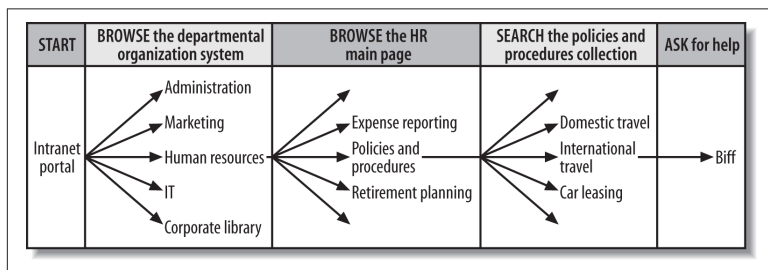 START
BROWSE the departmental
organization system
BROWSE the HR
main page
SEARCH the policies and
procedures collection
ASK for help
Intranet
portal
Administration
Marketing
Human resources
IT
Corporate library
Expense reporting
Policies and
procedures
Retirement planning
Domestic travel
International
travel
Car leasing
Biff